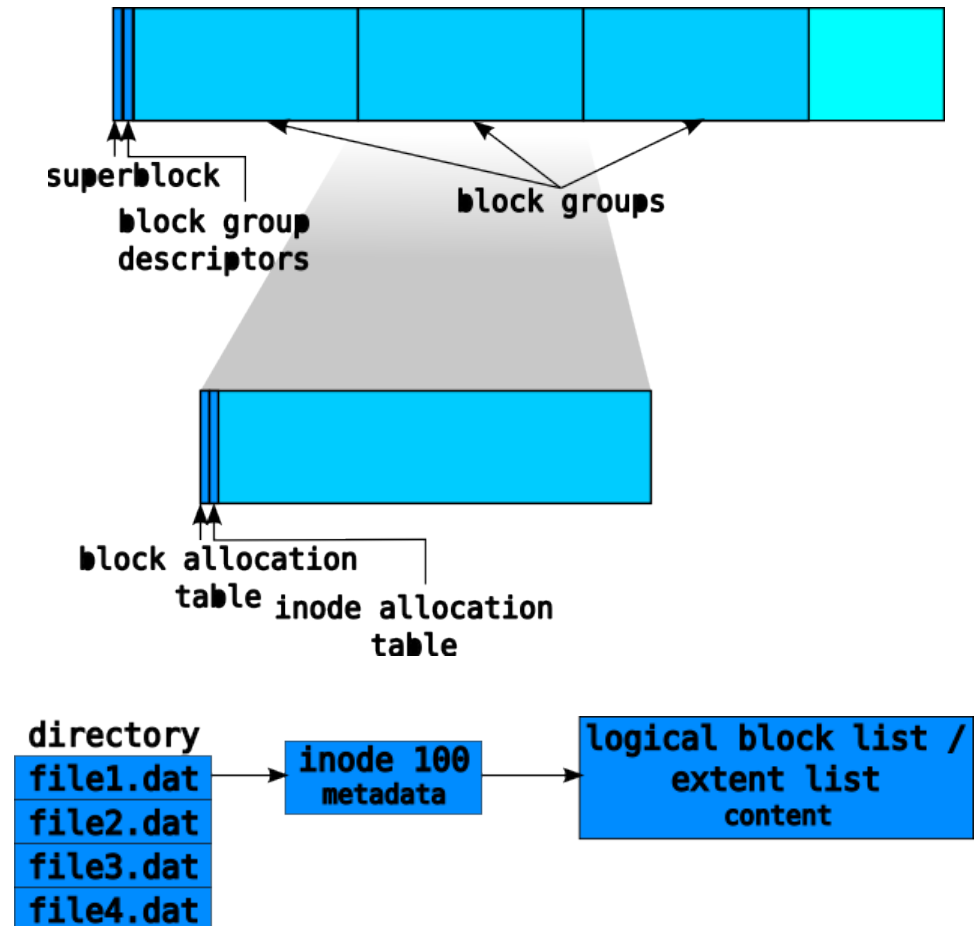 superblock
block group
descriptors
block groups
block allocation
table
inode allocation
table
directory
file1.dat
file2.dat
file3.dat
file4.dat
inode 100
metadata
logical block list /
extent list
content